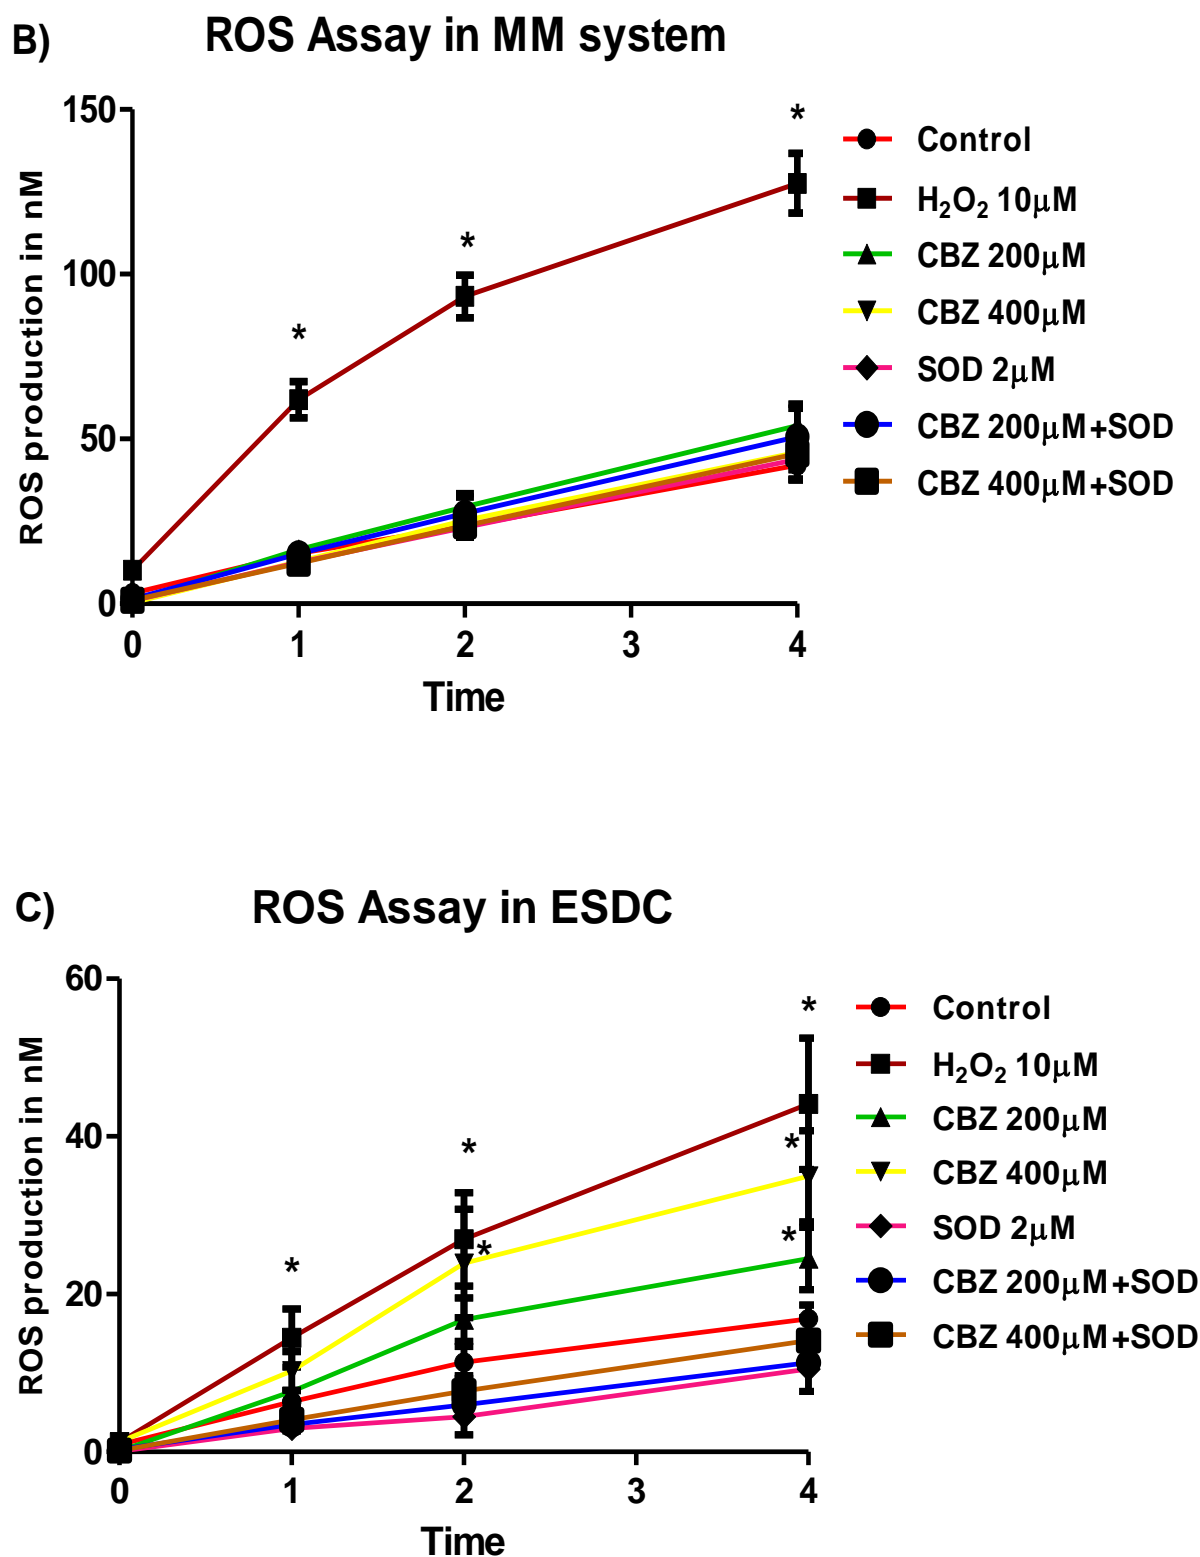 B)
ROS Assay in MM system
ROS production in nM
150
100
50
0
0 1 2 3 4
Time
* * *
Control
H₂O₂ 10μM
CBZ 200μM
CBZ 400μM
SOD 2μM
CBZ 200μM+SOD
CBZ 400μM+SOD
C)
ROS Assay in ESDC
ROS production in nM
60
40
20
0
0 1 2 3 4
Time
* * * * * *
Control
H₂O₂ 10μM
CBZ 200μM
CBZ 400μM
SOD 2μM
CBZ 200μM+SOD
CBZ 400μM+SOD